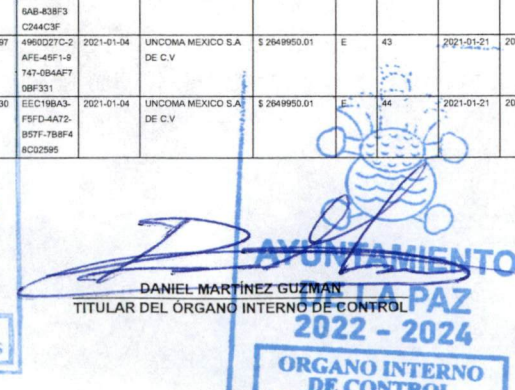 6AB-838F3
C244C3F
97 4960D27C-2 2021-01-04 UNCOMA MEXICO S.A $ 2649950.01 E 43 2021-01-21 20
AFE-45F1-9 DE C.V
747-0B4AF7
0BF331
30 EEC19BA3- 2021-01-04 UNCOMA MEXICO S.A $ 2649950.01 E 44 2021-01-21 20
F5FD-4A72- DE C.V
B57F-7B8F4
8C02595
AYUNTAMIENTO
DANIEL MARTÍNEZ GUZMÁN
DE LA PAZ
TITULAR DEL ÓRGANO INTERNO DE CONTROL
2022 - 2024
ORGANO INTERNO
DE CONTROL